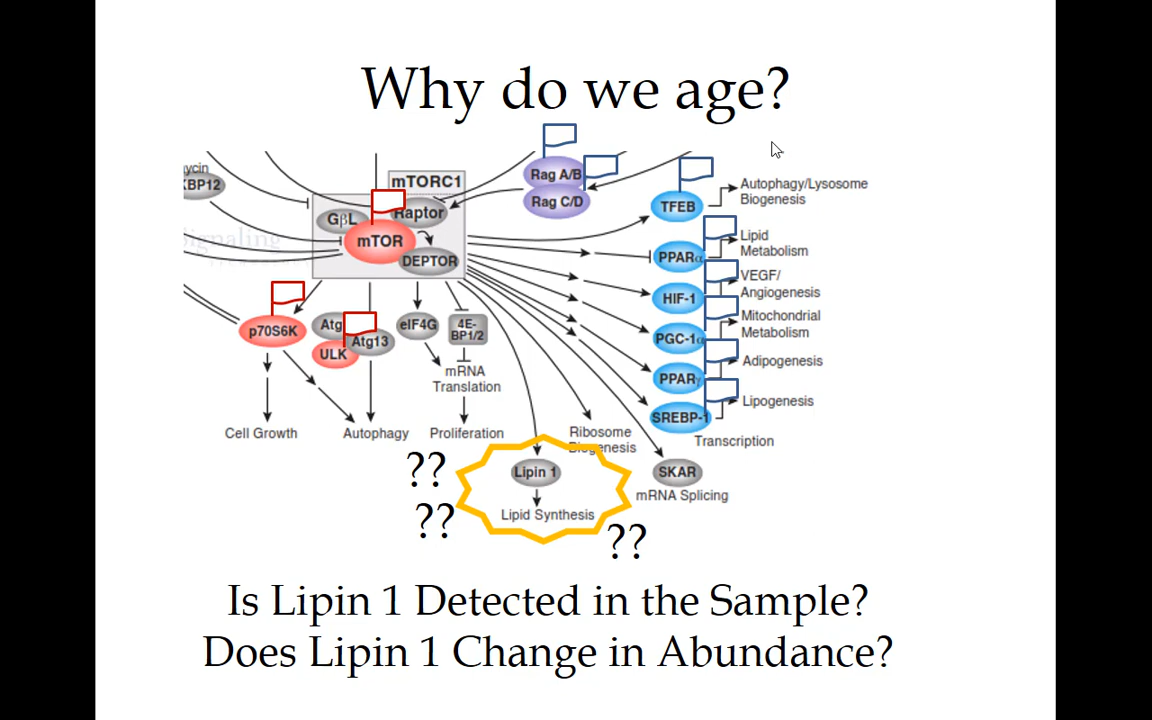 Why do we age?
ycin
KBP12
Signaling
mTORC1
GβL
Raptor
mTOR
DEPTOR
Rag A/B
Rag C/D
TFEB
Autophagy/Lysosome
Biogenesis
PPARα
Lipid
Metabolism
HIF-1
VEGF/
Angiogenesis
PGC-1α
Mitochondrial
Metabolism
PPARγ
Adipogenesis
SREBP-1
Lipogenesis
Transcription
p70S6K
Atg
ULK
Atg13
eIF4G
4E-
BP1/2
mRNA
Translation
Cell Growth
Autophagy
Proliferation
Ribosome
Biogenesis
Lipin 1
Lipid Synthesis
SKAR
mRNA Splicing
??
??
??
Is Lipin 1 Detected in the Sample?
Does Lipin 1 Change in Abundance?